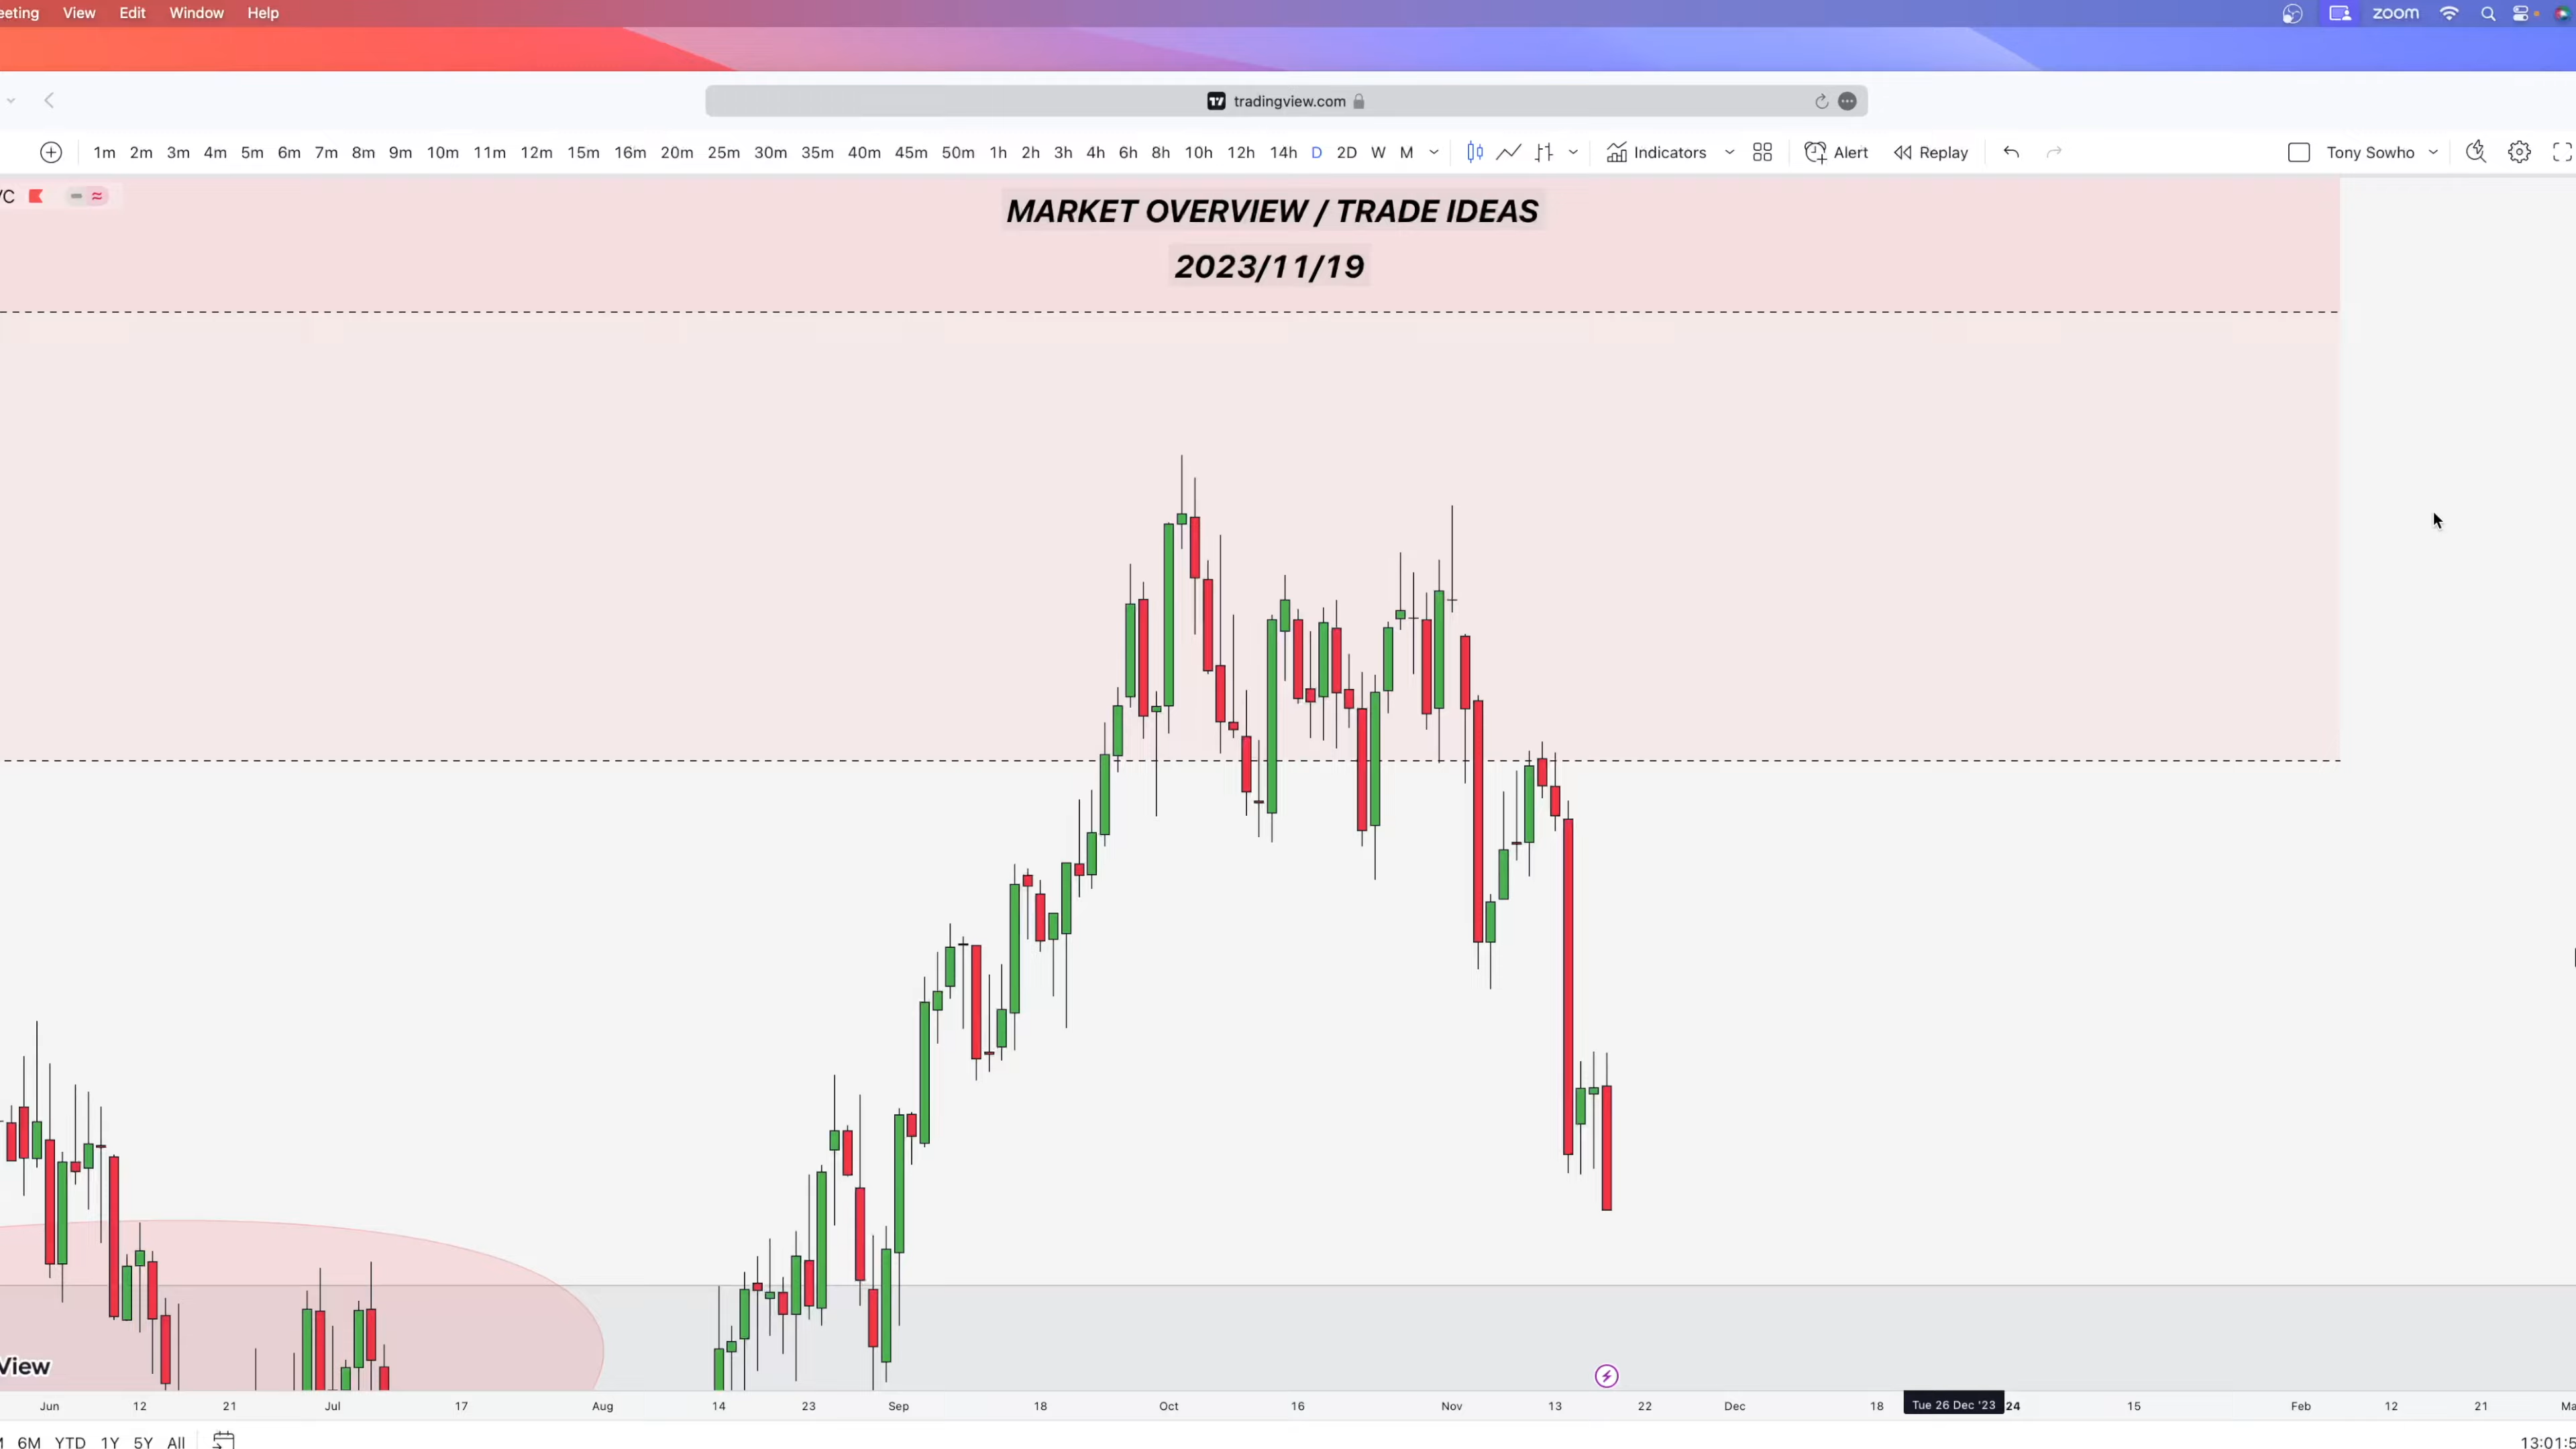 eeting View Edit Window Help zoom
tradingview.com
1m 2m 3m 4m 5m 6m 7m 8m 9m 10m 11m 12m 15m 16m 20m 25m 30m 35m 40m 45m 50m 1h 2h 3h 4h 6h 8h 10h 12h 14h D 2D W M Indicators Alert Replay Tony Sowho
/C
MARKET OVERVIEW / TRADE IDEAS
2023/11/19
View
Jun 12 21 Jul 17 Aug 14 23 Sep 18 Oct 16 Nov 13 22 Dec 18 Tue 26 Dec '23 24 15 Feb 12 21 Ma
6M YTD 1Y 5Y All 13:01:5